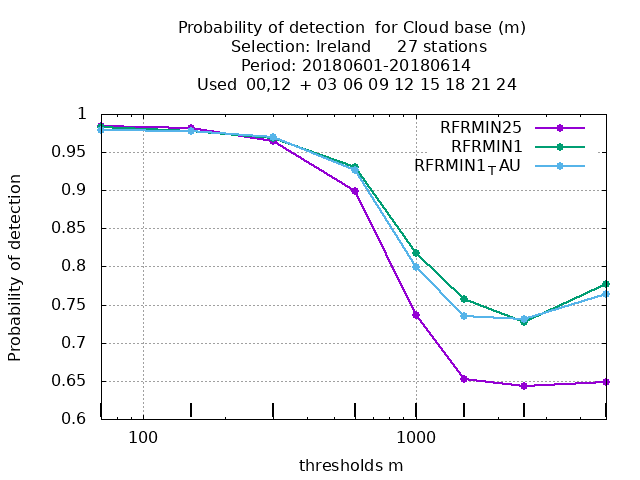 Probability of detection  for Cloud base (m)
Selection: Ireland     27 stations
Period: 20180601-20180614
Used  00,12  + 03 06 09 12 15 18 21 24
RFRMIN25
RFRMIN1
RFRMIN1TAU
1
0.95
0.9
0.85
0.8
0.75
0.7
0.65
0.6
Probability of detection
100
1000
thresholds m